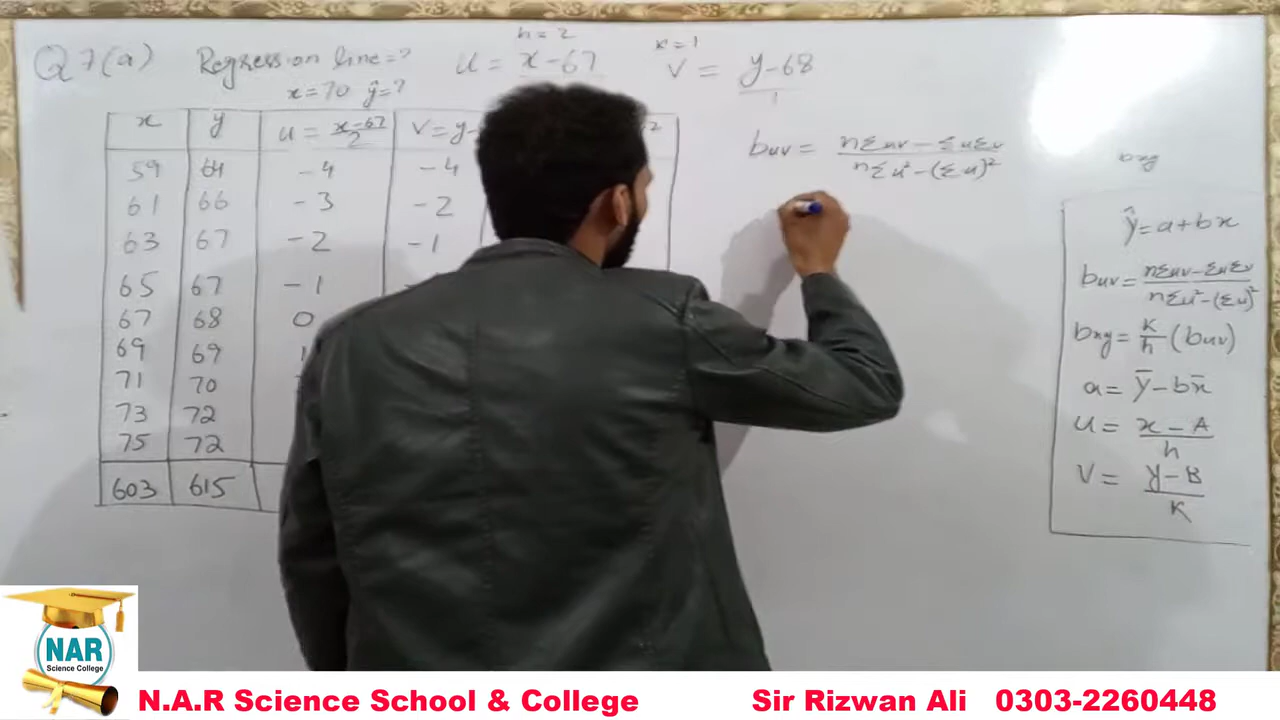 Q 7(a) Regression line = ?
x = 70 ŷ = ?
h = 2
u = x - 67
k = 1
v = y - 68 / 1
x y u = x-67 / 2 v = y-
59 64 -4 -4
61 66 -3 -2
63 67 -2 -1
65 67 -1
67 68 0
69 69 1
71 70
73 72
75 72
603 615
buv = nΣuv - ΣuΣv / nΣu² - (Σu)²
ŷ = a + bx
buv = nΣuv - ΣuΣv / nΣu² - (Σu)²
bxy = k/h (buv)
a = ȳ - bx̄
u = x - A / h
v = y - B / k
NAR
Science College
N.A.R Science School & College Sir Rizwan Ali 0303-2260448